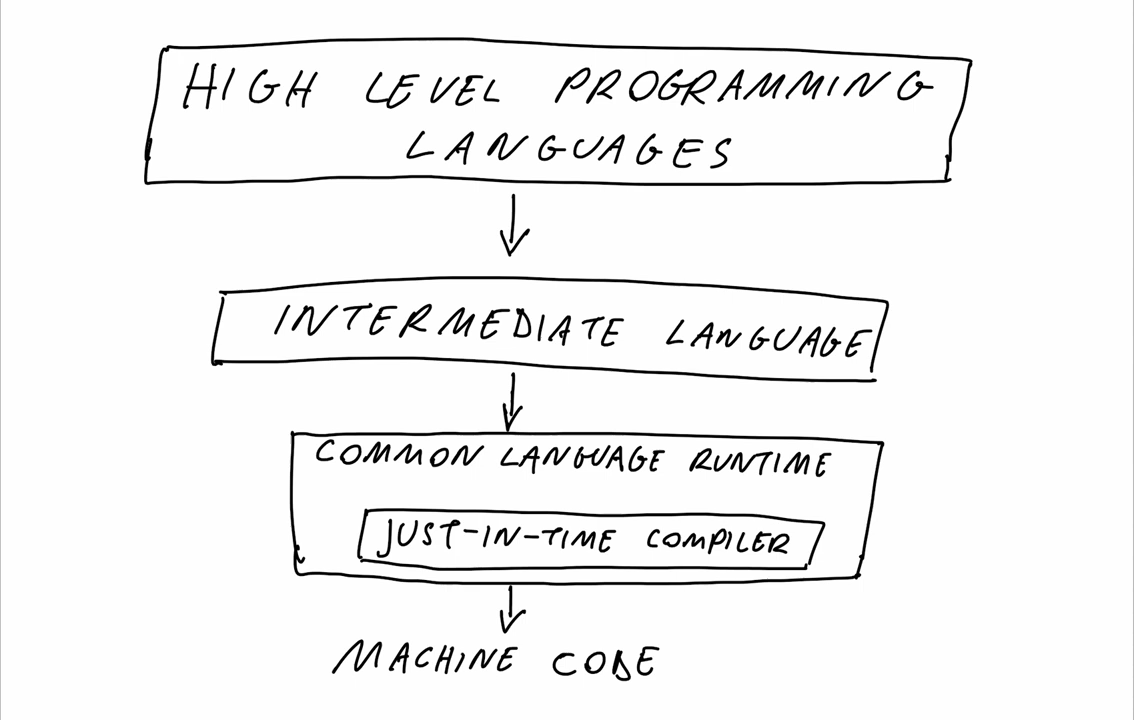 HIGH LEVEL PROGRAMMING
LANGUAGES
INTERMEDIATE LANGUAGE
COMMON LANGUAGE RUNTIME
JUST-IN-TIME COMPILER
MACHINE CODE